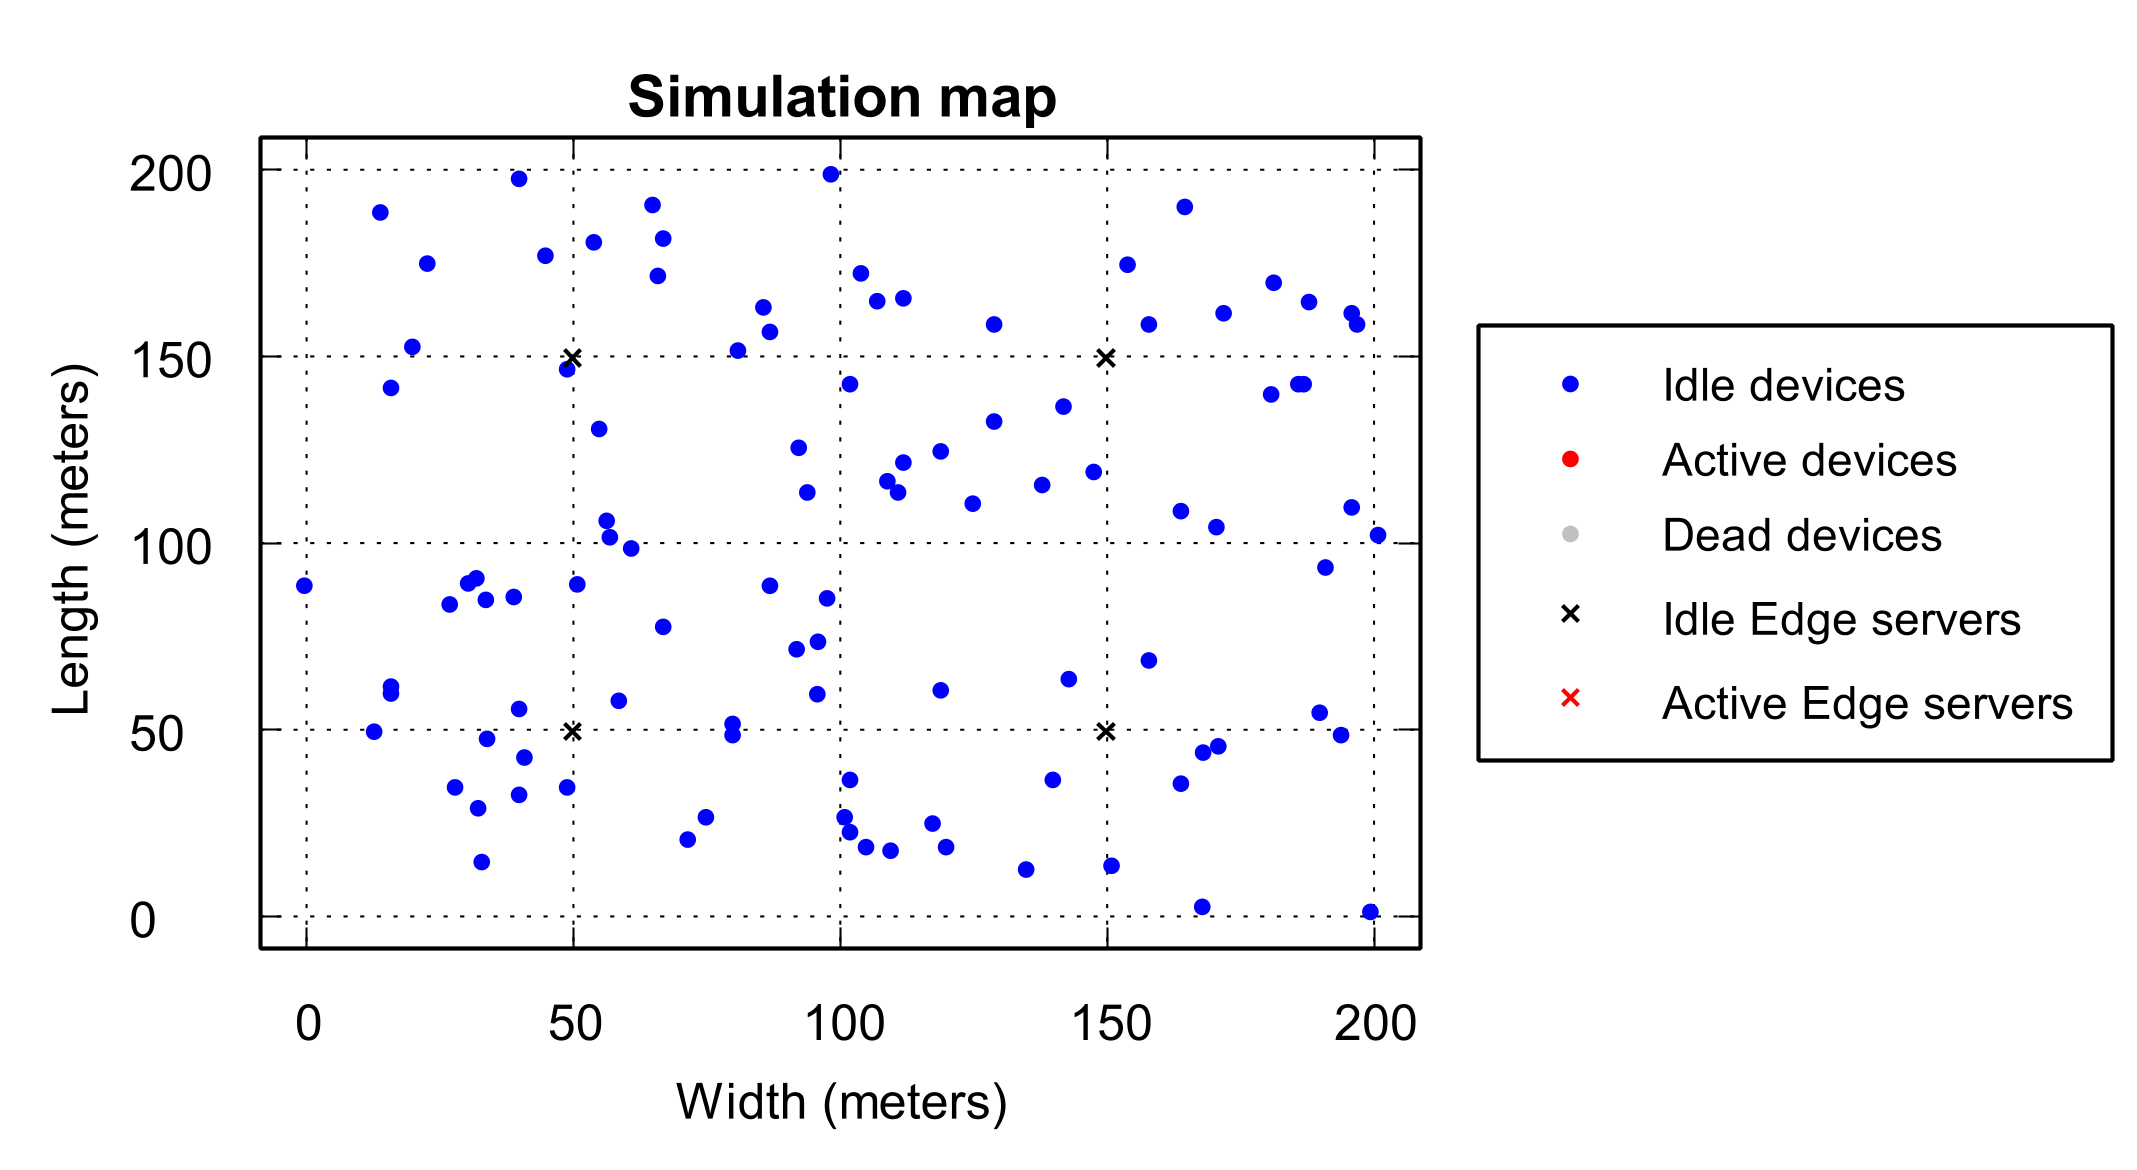 Simulation map
200
150
100
50
0
Length (meters)
0 50 100 150 200
Width (meters)
Idle devices
Active devices
Dead devices
Idle Edge servers
Active Edge servers